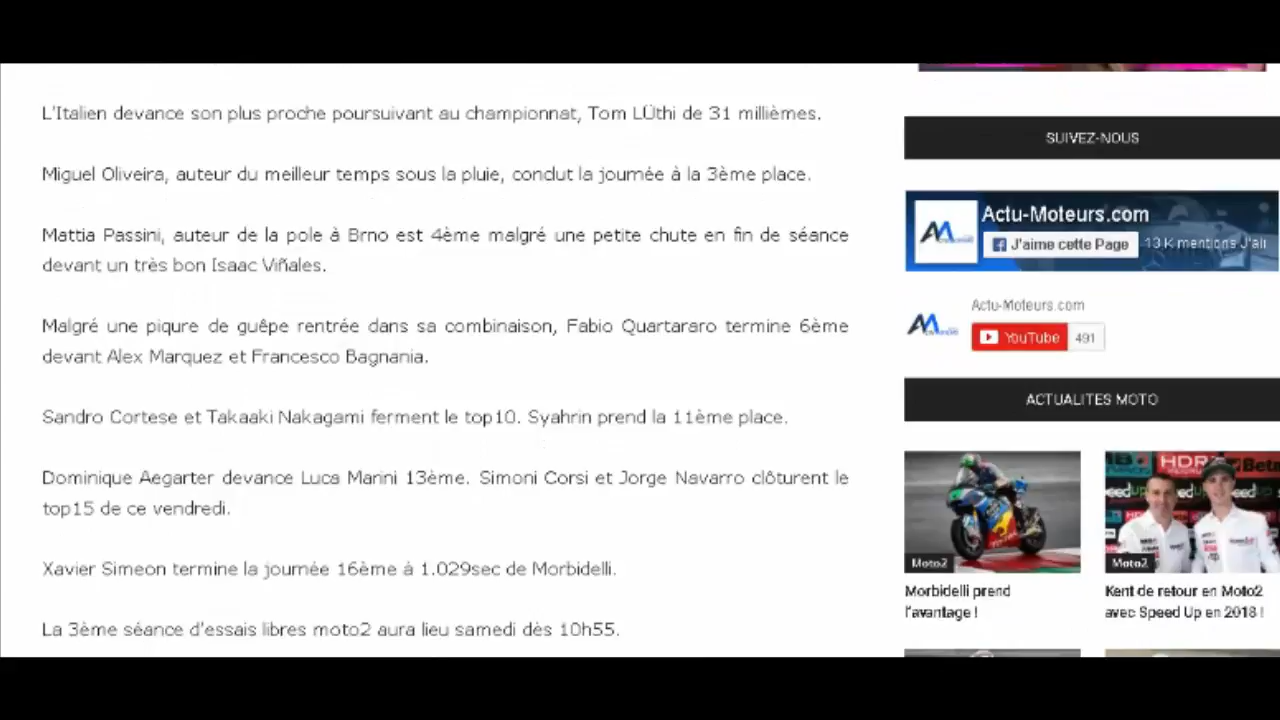 L'Italien devance son plus proche poursuivant au championnat, Tom LÜthi de 31 millièmes.
Miguel Oliveira, auteur du meilleur temps sous la pluie, conclut la journée à la 3ème place.
Mattia Passini, auteur de la pole à Brno est 4ème malgré une petite chute en fin de séance
devant un très bon Isaac Viñales.
Malgré une piqure de guêpe rentrée dans sa combinaison, Fabio Quartararo termine 6ème
devant Alex Marquez et Francesco Bagnania.
Sandro Cortese et Takaaki Nakagami ferment le top10. Syahrin prend la 11ème place.
Dominique Aegarter devance Luca Marini 13ème. Simoni Corsi et Jorge Navarro clôturent le
top15 de ce vendredi.
Xavier Simeon termine la journée 16ème à 1.029sec de Morbidelli.
La 3ème séance d'essais libres moto2 aura lieu samedi dès 10h55.
SUIVEZ-NOUS
Actu-Moteurs.com
J'aime cette Page
13 K mentions J'ai
Actu-Moteurs.com
YouTube 491
ACTUALITES MOTO
Moto2
Morbidelli prend
l'avantage !
HDR
Moto2
Kent de retour en Moto2
avec Speed Up en 2018 !